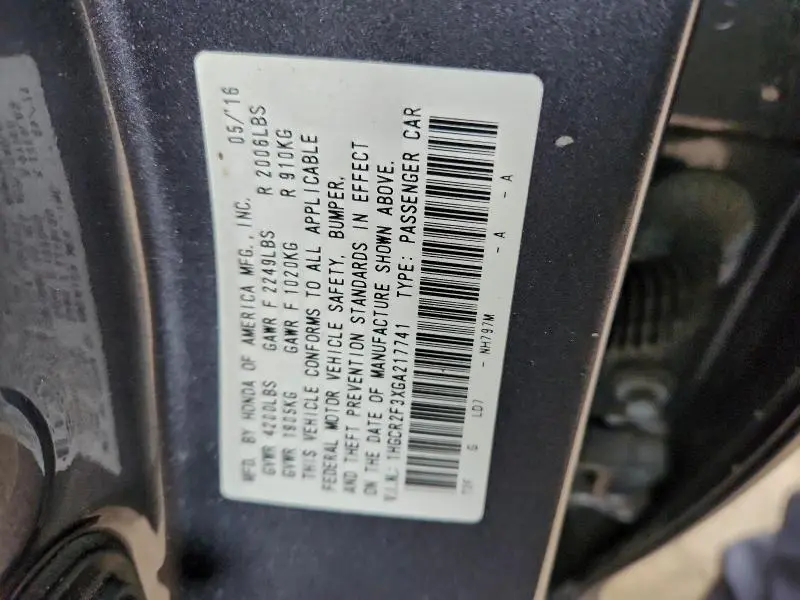 MFD. BY HONDA OF AMERICA MFG., INC. 05/'16
GVWR 4200LBS GAWR F 2249LBS R 2006LBS
GVWR 1905KG GAWR F 1020KG R 910KG
THIS VEHICLE CONFORMS TO ALL APPLICABLE
FEDERAL MOTOR VEHICLE SAFETY, BUMPER,
AND THEFT PREVENTION STANDARDS IN EFFECT
ON THE DATE OF MANUFACTURE SHOWN ABOVE.
V.I.N.: 1HGCR2F3XGA217741 TYPE: PASSENGER CAR
G LD7 - NH797M - A - A